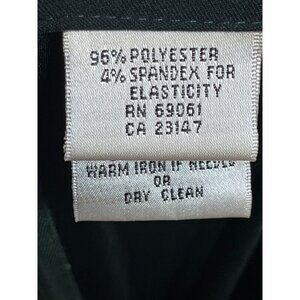 96% POLYESTER
4% SPANDEX FOR
ELASTICITY
RN 69061
CA 23147
WARM IRON IF NEEDED
OR
DRY CLEAN